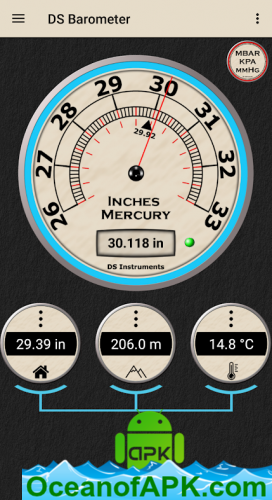 DS Barometer
MBAR
KPA
mmHg
26
27
28
29
30
31
32
33
29.92
INCHES
MERCURY
30.118 in
DS Instruments
29.39 in
206.0 m
14.8 °C
APK
OceanofAPK.com